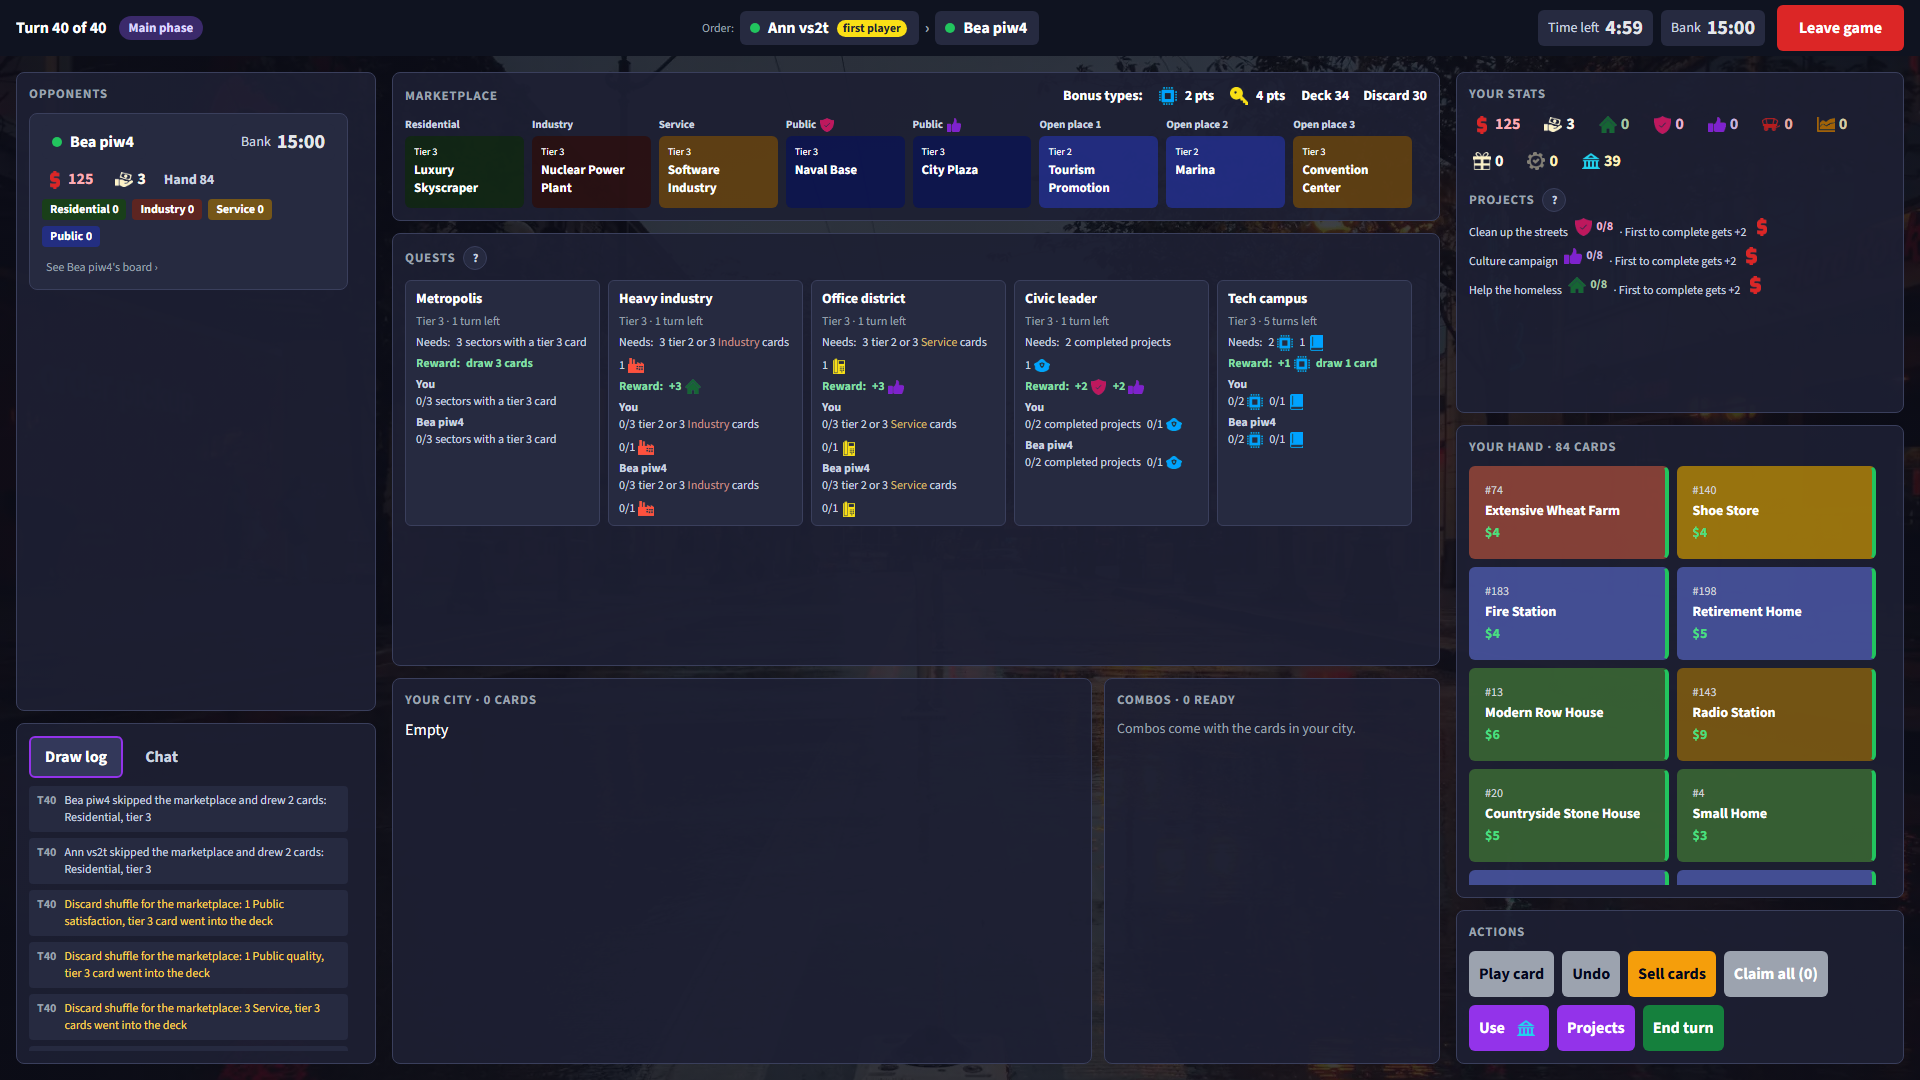 Turn 40 of 40 Main phase
Order: Ann vs2t first player › Bea piw4
Time left 4:59 Bank 15:00 Leave game
OPPONENTS
Bea piw4 Bank 15:00
125 3 Hand 84
Residential 0 Industry 0 Service 0
Public 0
See Bea piw4's board ›
MARKETPLACE
Bonus types: 2 pts 4 pts Deck 34 Discard 30
Residential Industry Service Public Public Open place 1 Open place 2 Open place 3
Tier 3
Luxury
Skyscraper
Tier 3
Nuclear Power
Plant
Tier 3
Software
Industry
Tier 3
Naval Base
Tier 3
City Plaza
Tier 2
Tourism
Promotion
Tier 2
Marina
Tier 3
Convention
Center
QUESTS ?
Metropolis
Tier 3 · 1 turn left
Needs: 3 sectors with a tier 3 card
Reward: draw 3 cards
You
0/3 sectors with a tier 3 card
Bea piw4
0/3 sectors with a tier 3 card
Heavy industry
Tier 3 · 1 turn left
Needs: 3 tier 2 or 3 Industry cards
1
Reward: +3
You
0/3 tier 2 or 3 Industry cards
0/1
Bea piw4
0/3 tier 2 or 3 Industry cards
0/1
Office district
Tier 3 · 1 turn left
Needs: 3 tier 2 or 3 Service cards
1
Reward: +3
You
0/3 tier 2 or 3 Service cards
0/1
Bea piw4
0/3 tier 2 or 3 Service cards
0/1
Civic leader
Tier 3 · 1 turn left
Needs: 2 completed projects
1
Reward: +2 +2
You
0/2 completed projects 0/1
Bea piw4
0/2 completed projects 0/1
Tech campus
Tier 3 · 5 turns left
Needs: 2 1
Reward: +1 draw 1 card
You
0/2 0/1
Bea piw4
0/2 0/1
YOUR CITY · 0 CARDS
Empty
COMBOS · 0 READY
Combos come with the cards in your city.
Draw log Chat
T40 Bea piw4 skipped the marketplace and drew 2 cards:
Residential, tier 3
T40 Ann vs2t skipped the marketplace and drew 2 cards:
Residential, tier 3
T40 Discard shuffle for the marketplace: 1 Public
satisfaction, tier 3 card went into the deck
T40 Discard shuffle for the marketplace: 1 Public quality,
tier 3 card went into the deck
T40 Discard shuffle for the marketplace: 3 Service, tier 3
cards went into the deck
YOUR STATS
125 3 0 0 0 0 0
0 0 39
PROJECTS ?
Clean up the streets 0/8 · First to complete gets +2
Culture campaign 0/8 · First to complete gets +2
Help the homeless 0/8 · First to complete gets +2
YOUR HAND · 84 CARDS
#74
Extensive Wheat Farm
$4
#140
Shoe Store
$4
#183
Fire Station
$4
#198
Retirement Home
$5
#13
Modern Row House
$6
#143
Radio Station
$9
#20
Countryside Stone House
$5
#4
Small Home
$3
ACTIONS
Play card Undo Sell cards Claim all (0)
Use Projects End turn